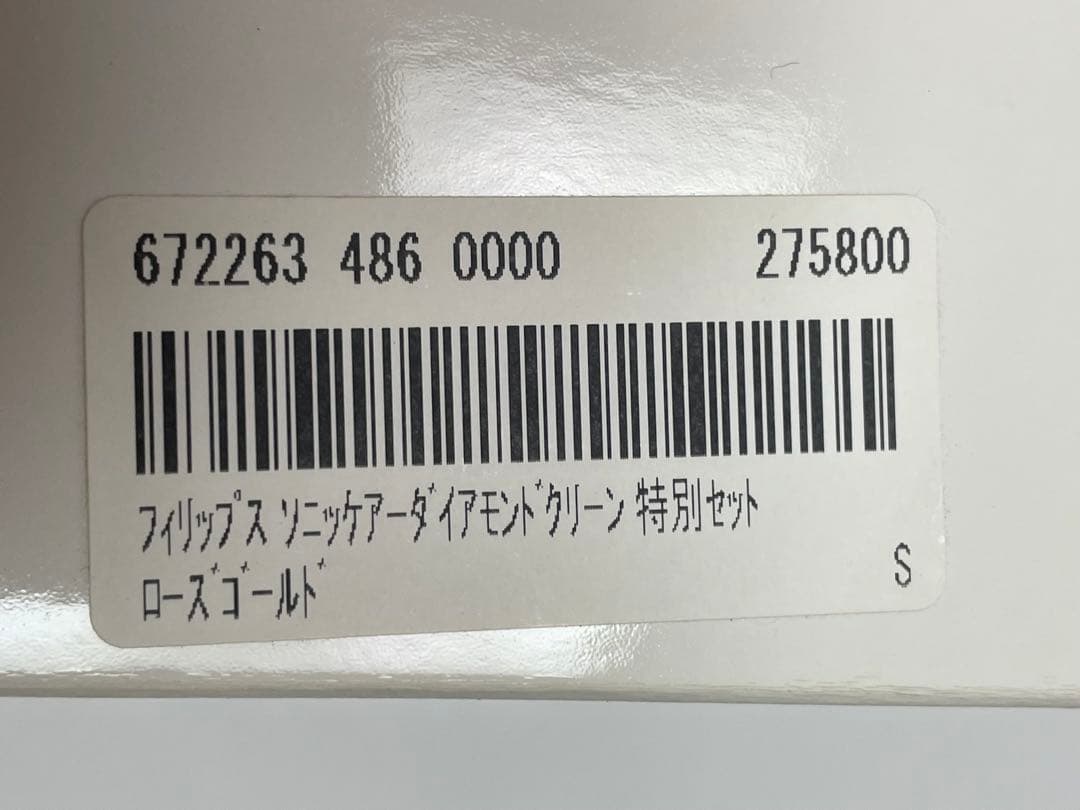 672263 486 0000 275800
フィリップス ソニッケアーダイアモンドクリーン 特別セット
ローズゴールド
S